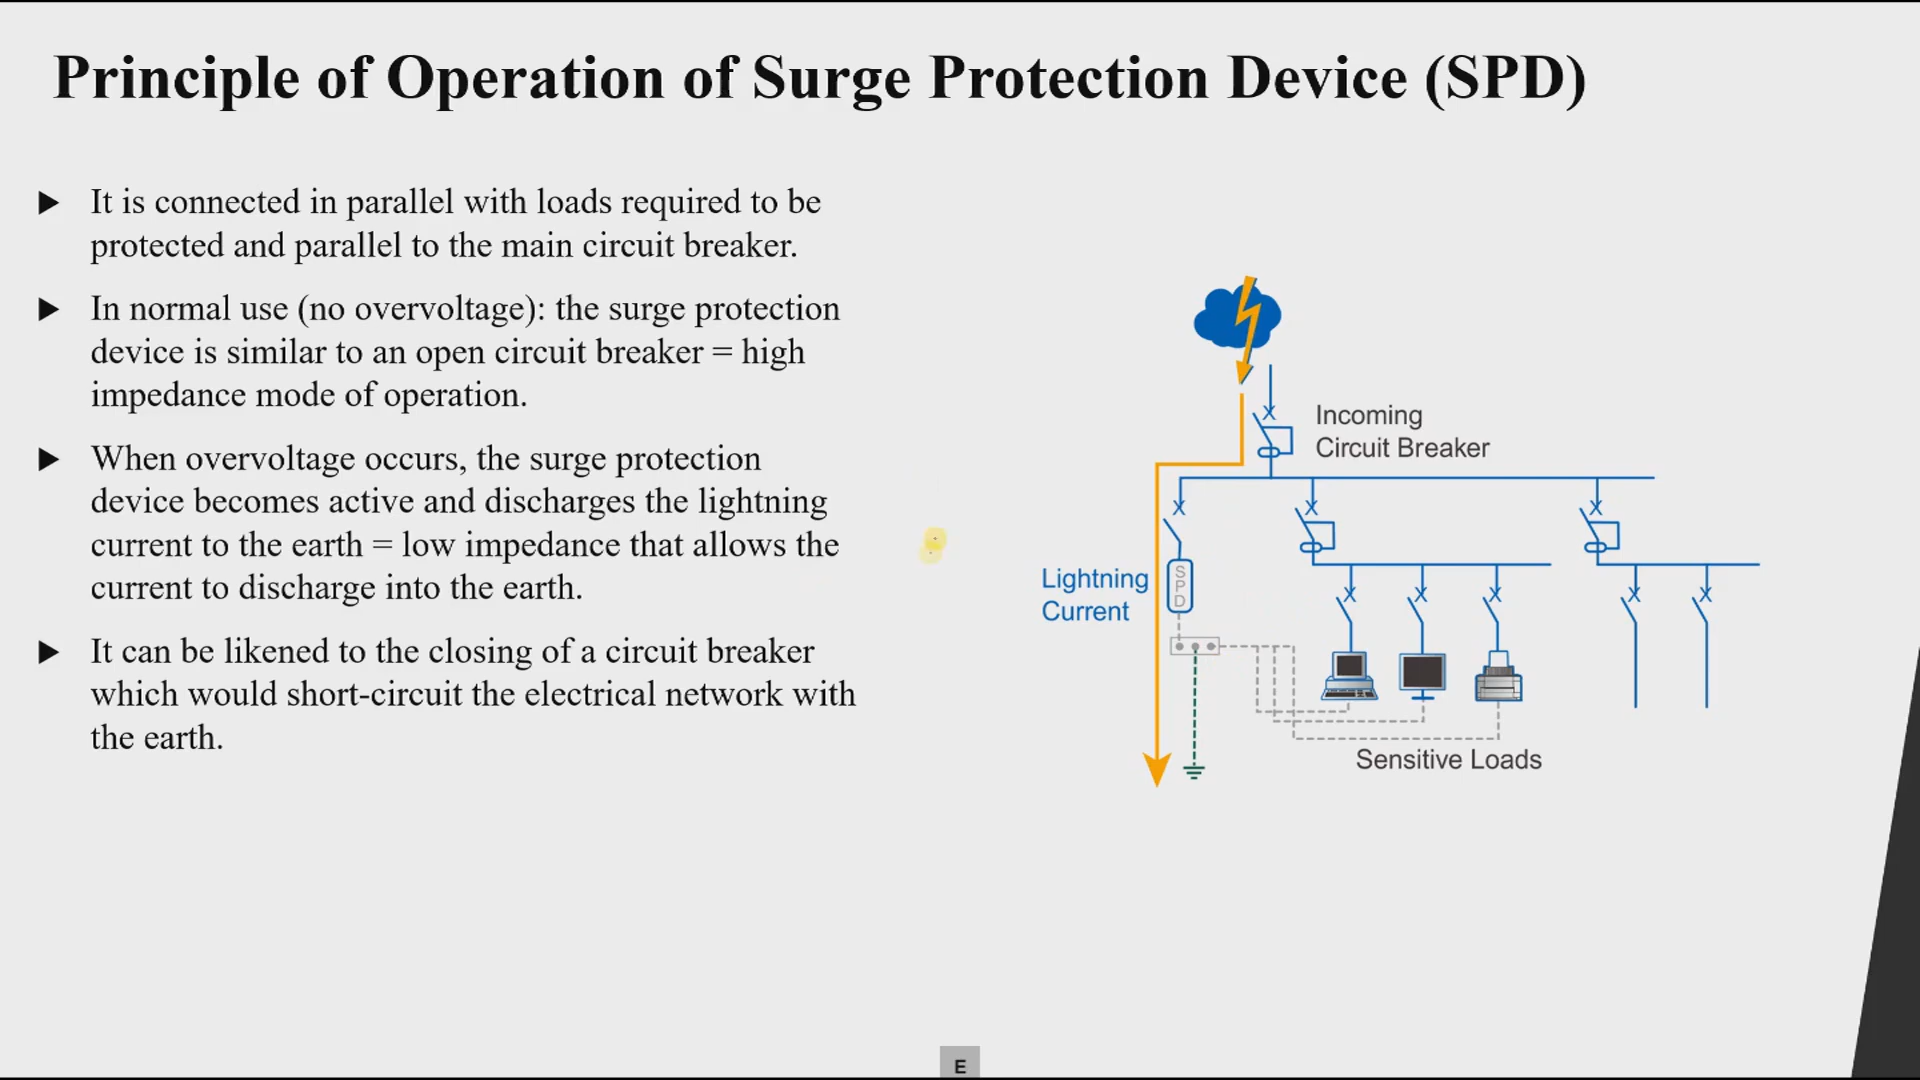 Principle of Operation of Surge Protection Device (SPD)
It is connected in parallel with loads required to be
protected and parallel to the main circuit breaker.
In normal use (no overvoltage): the surge protection
device is similar to an open circuit breaker = high
impedance mode of operation.
When overvoltage occurs, the surge protection
device becomes active and discharges the lightning
current to the earth = low impedance that allows the
current to discharge into the earth.
It can be likened to the closing of a circuit breaker
which would short-circuit the electrical network with
the earth.
Incoming
Circuit Breaker
Lightning
Current
SPD
Sensitive Loads
E